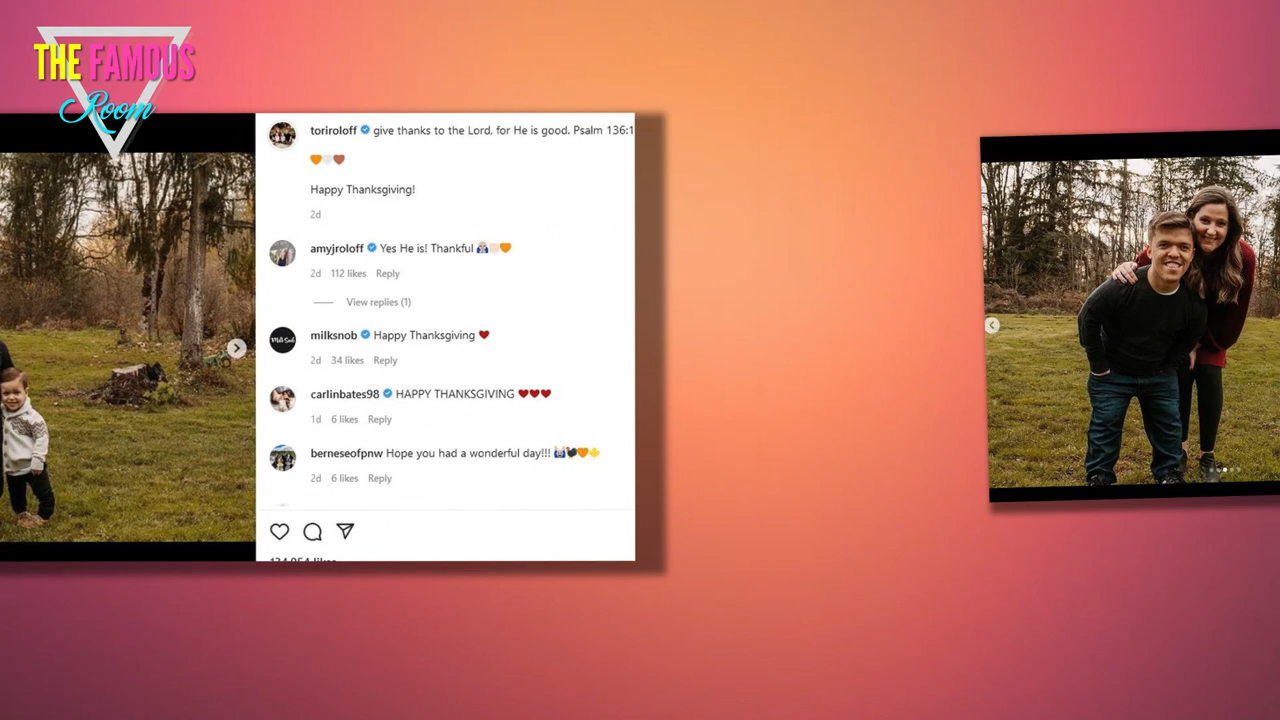 THE FAMOUS
Room
toriroloff give thanks to the Lord, for He is good. Psalm 136:1
🧡🤍🤎
Happy Thanksgiving!
2d
amyjroloff Yes He is! Thankful 🧡
2d 112 likes Reply
View replies (1)
milksnob Happy Thanksgiving ❤
2d 34 likes Reply
carlinbates98 HAPPY THANKSGIVING ❤❤❤
1d 6 likes Reply
berneseofpnw Hope you had a wonderful day!!! 🧡🍁
2d 6 likes Reply